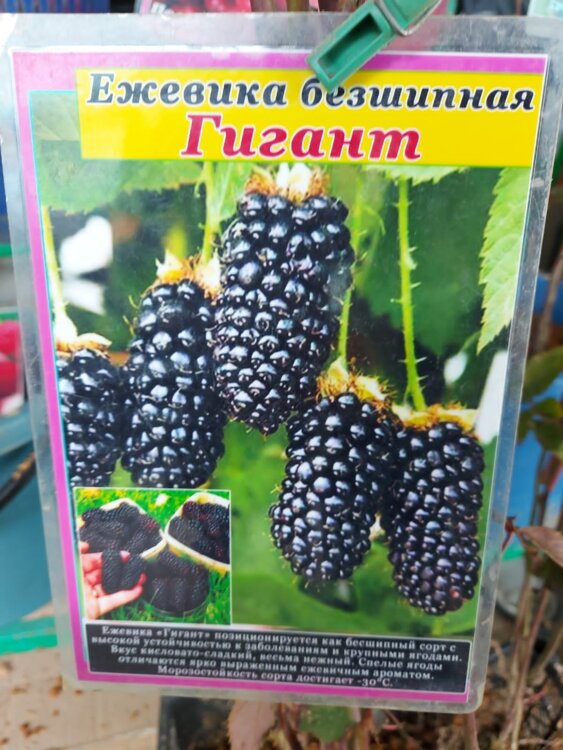 Ежевика безшипная
Гигант
Ежевика «Гигант» позиционируется как бесшипный сорт с
высокой устойчивостью к заболеваниям и крупными ягодами.
Вкус кисловато-сладкий, весьма нежный. Спелые ягоды
отличаются ярко выраженным ежевичным ароматом.
Морозостойкость сорта достигает -30°С.